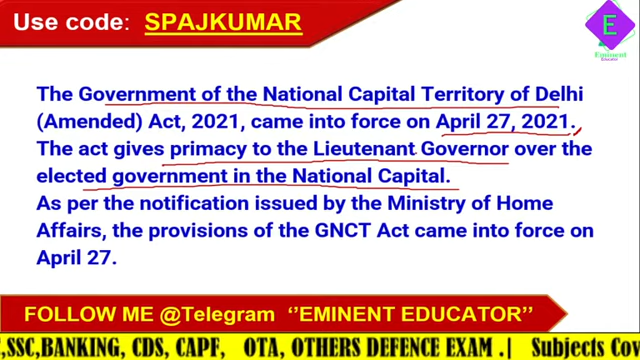 Use code: SPAJKUMAR
E
Eminent
The Government of the National Capital Territory of Delhi
(Amended) Act, 2021, came into force on April 27, 2021.
The act gives primacy to the Lieutenant Governor over the
elected government in the National Capital.
As per the notification issued by the Ministry of Home
Affairs, the provisions of the GNCT Act came into force on
April 27.
FOLLOW ME @Telegram ‘’EMINENT EDUCATOR’’
,SSC,BANKING, CDS, CAPF, OTA, OTHERS DEFENCE EXAM .| Subjects Cov